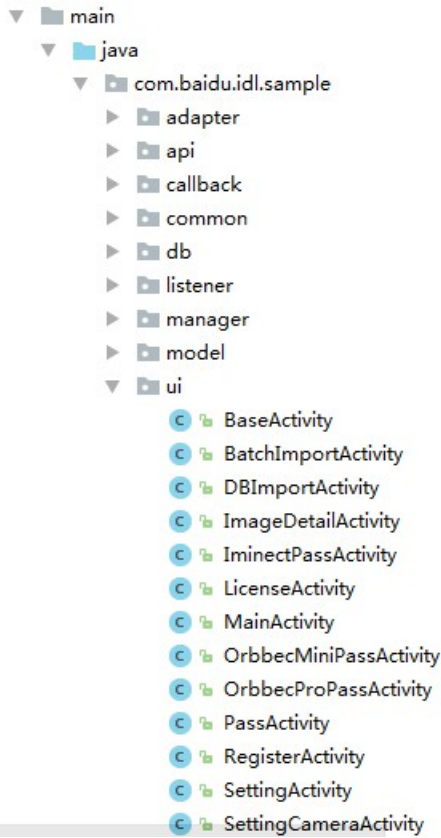 main
java
com.baidu.idl.sample
adapter
api
callback
common
db
listener
manager
model
ui
BaseActivity
BatchImportActivity
DBImportActivity
ImageDetailActivity
IminectPassActivity
LicenseActivity
MainActivity
OrbbecMiniPassActivity
OrbbecProPassActivity
PassActivity
RegisterActivity
SettingActivity
SettingCameraActivity